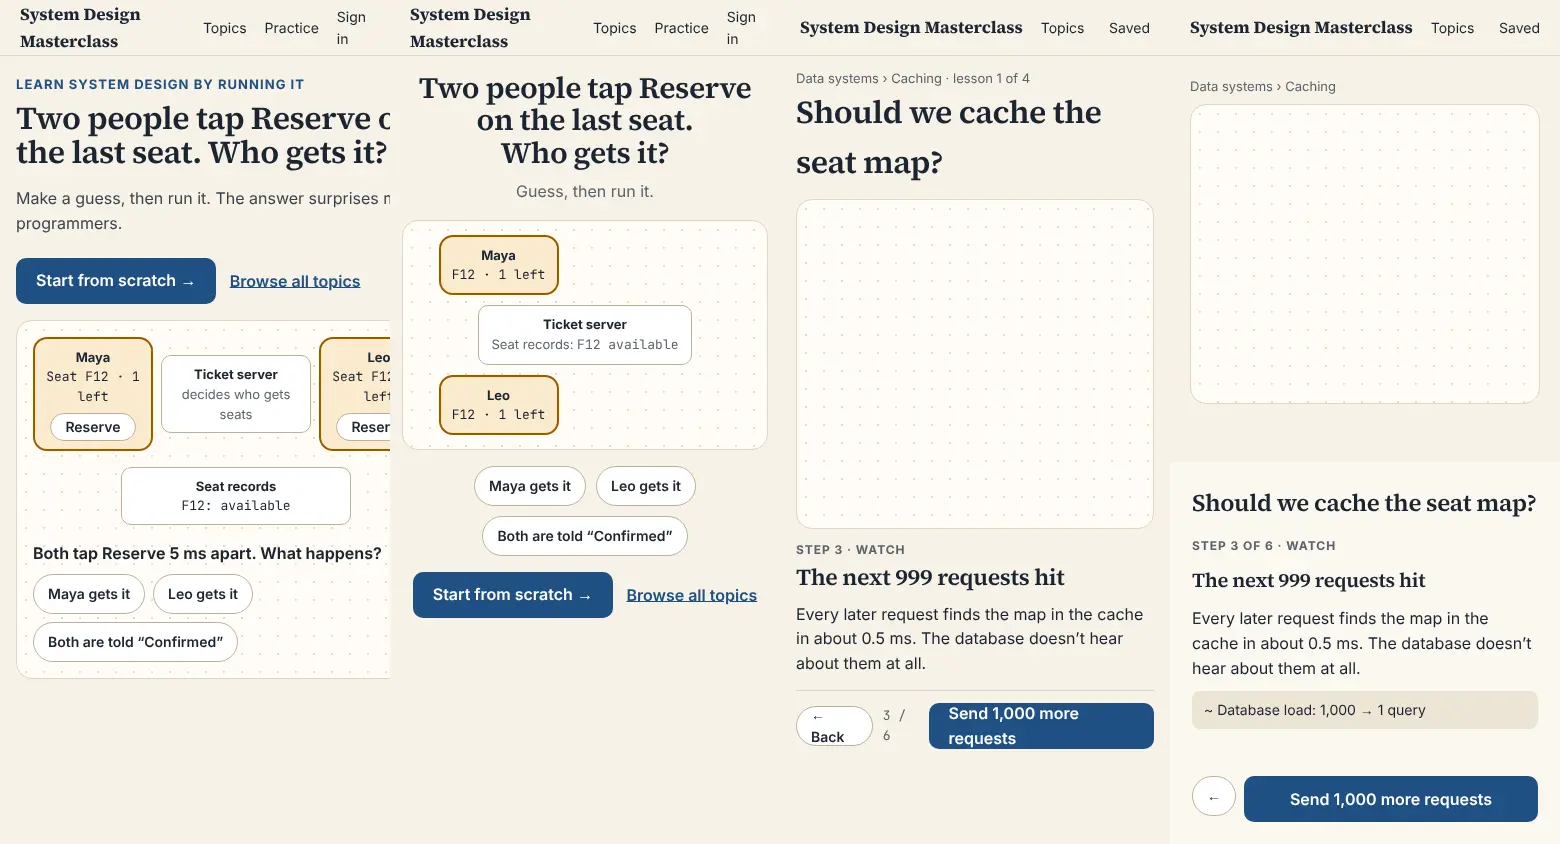 System Design
Masterclass
Topics
Practice
Sign
in
LEARN SYSTEM DESIGN BY RUNNING IT
Two people tap Reserve
the last seat. Who gets it?
Make a guess, then run it. The answer surprises
programmers.
Start from scratch →
Browse all topics
Maya
Seat F12 · 1
left
Reserve
Ticket server
decides who gets
seats
Leo
Seat F12
left
Reser
Seat records
F12: available
Both tap Reserve 5 ms apart. What happens?
Maya gets it
Leo gets it
Both are told “Confirmed”
System Design
Masterclass
Topics
Practice
Sign
in
Two people tap Reserve
on the last seat.
Who gets it?
Guess, then run it.
Maya
F12 · 1 left
Ticket server
Seat records: F12 available
Leo
F12 · 1 left
Maya gets it
Leo gets it
Both are told “Confirmed”
Start from scratch →
Browse all topics
System Design Masterclass
Topics
Saved
Data systems › Caching · lesson 1 of 4
Should we cache the
seat map?
STEP 3 · WATCH
The next 999 requests hit
Every later request finds the map in the cache
in about 0.5 ms. The database doesn’t hear
about them at all.
←
Back
3 /
6
Send 1,000 more
requests
System Design Masterclass
Topics
Saved
Data systems › Caching
Should we cache the seat map?
STEP 3 OF 6 · WATCH
The next 999 requests hit
Every later request finds the map in the
cache in about 0.5 ms. The database doesn’t
hear about them at all.
~ Database load: 1,000 → 1 query
←
Send 1,000 more requests